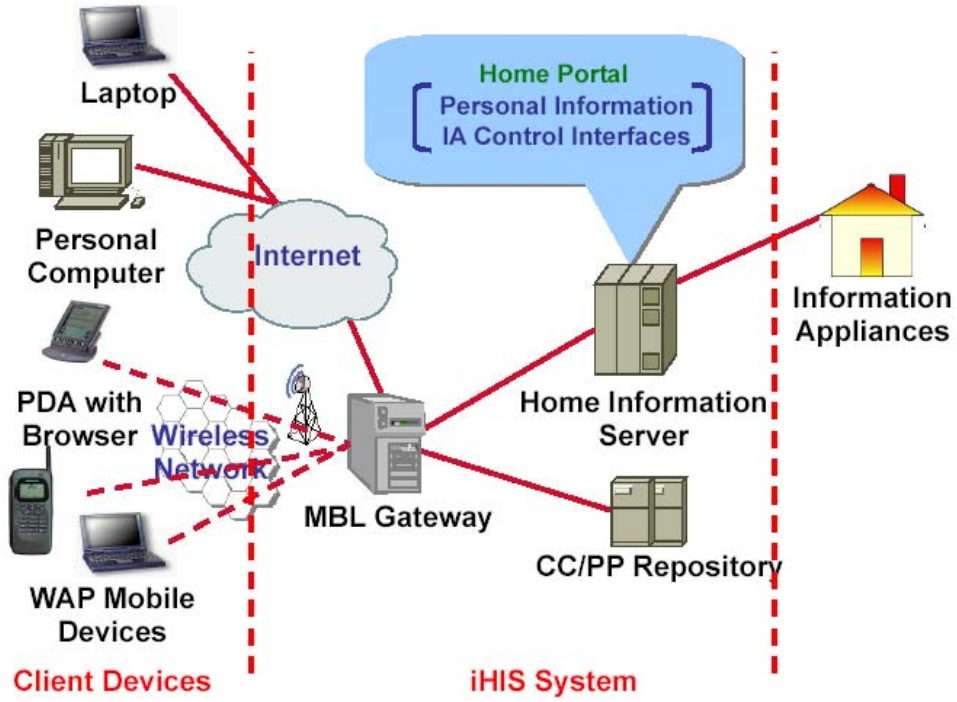 Laptop
Personal
Computer
PDA with
Browser
WAP Mobile
Devices
Client Devices
Internet
Wireless
Network
MBL Gateway
Home Portal
Personal Information
IA Control Interfaces
Home Information
Server
CC/PP Repository
iHIS System
Information
Appliances